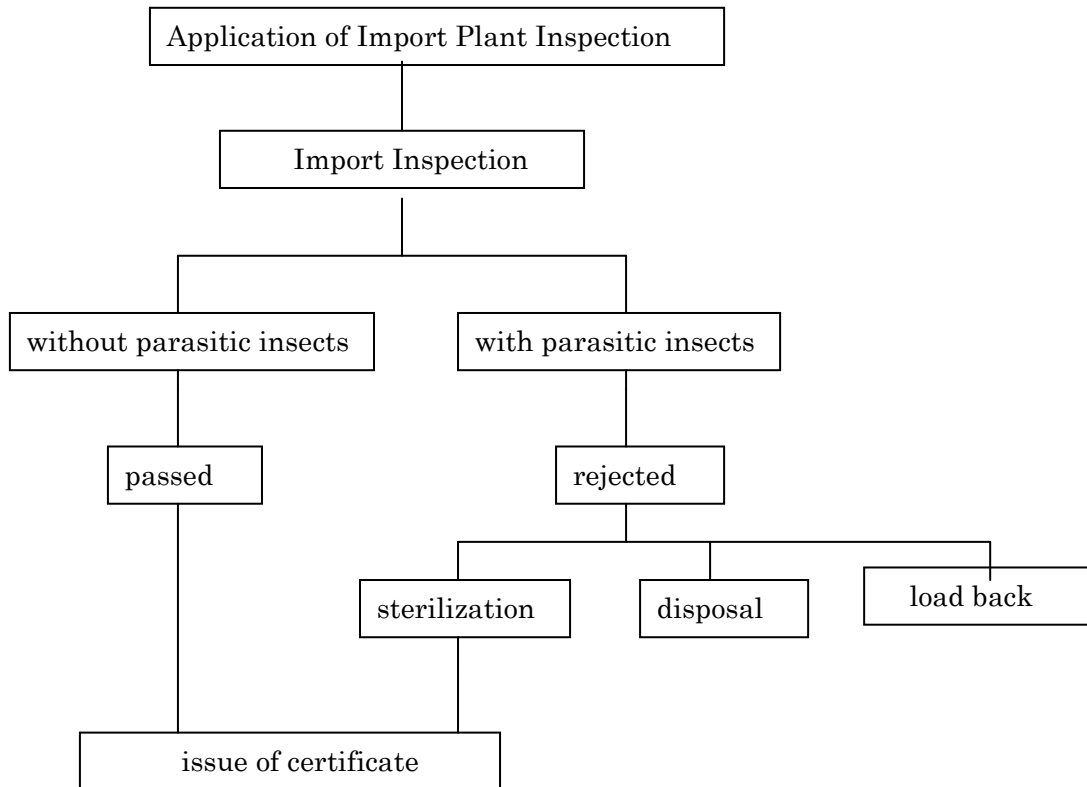 Application of Import Plant Inspection
Import Inspection
without parasitic insects
with parasitic insects
passed
rejected
sterilization
disposal
load back
issue of certificate